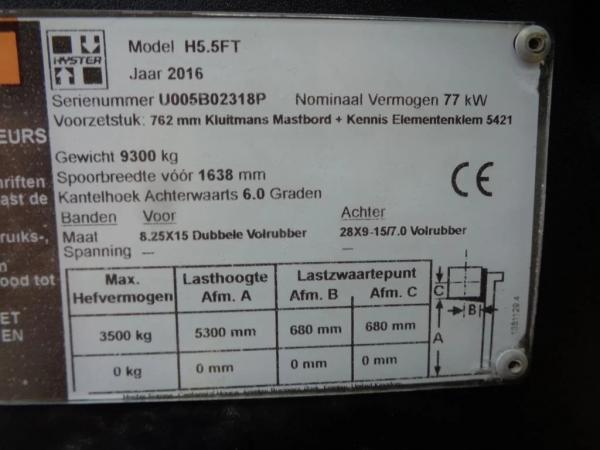 HYSTER
Model H5.5FT
Jaar 2016
Serienummer U005B02318P Nominaal Vermogen 77 kW
Voorzetstuk: 762 mm Kluitmans Mastbord + Kennis Elementenklem 5421
EURS
Gewicht 9300 kg
Spoorbreedte vóór 1638 mm
Kantelhoek Achterwaarts 6.0 Graden
CE
hriften
ast de
Banden Voor Achter
Maat 8.25X15 Dubbele Volrubber 28X9-15/7.0 Volrubber
Spanning — —
ruiks-,
n
ood tot
ET
EN
Max. Hefvermogen Lasthoogte Afm. A Lastzwaartepunt Afm. B Afm. C
3500 kg 5300 mm 680 mm 680 mm
0 kg 0 mm 0 mm 0 mm
C
B
A
1381129.4